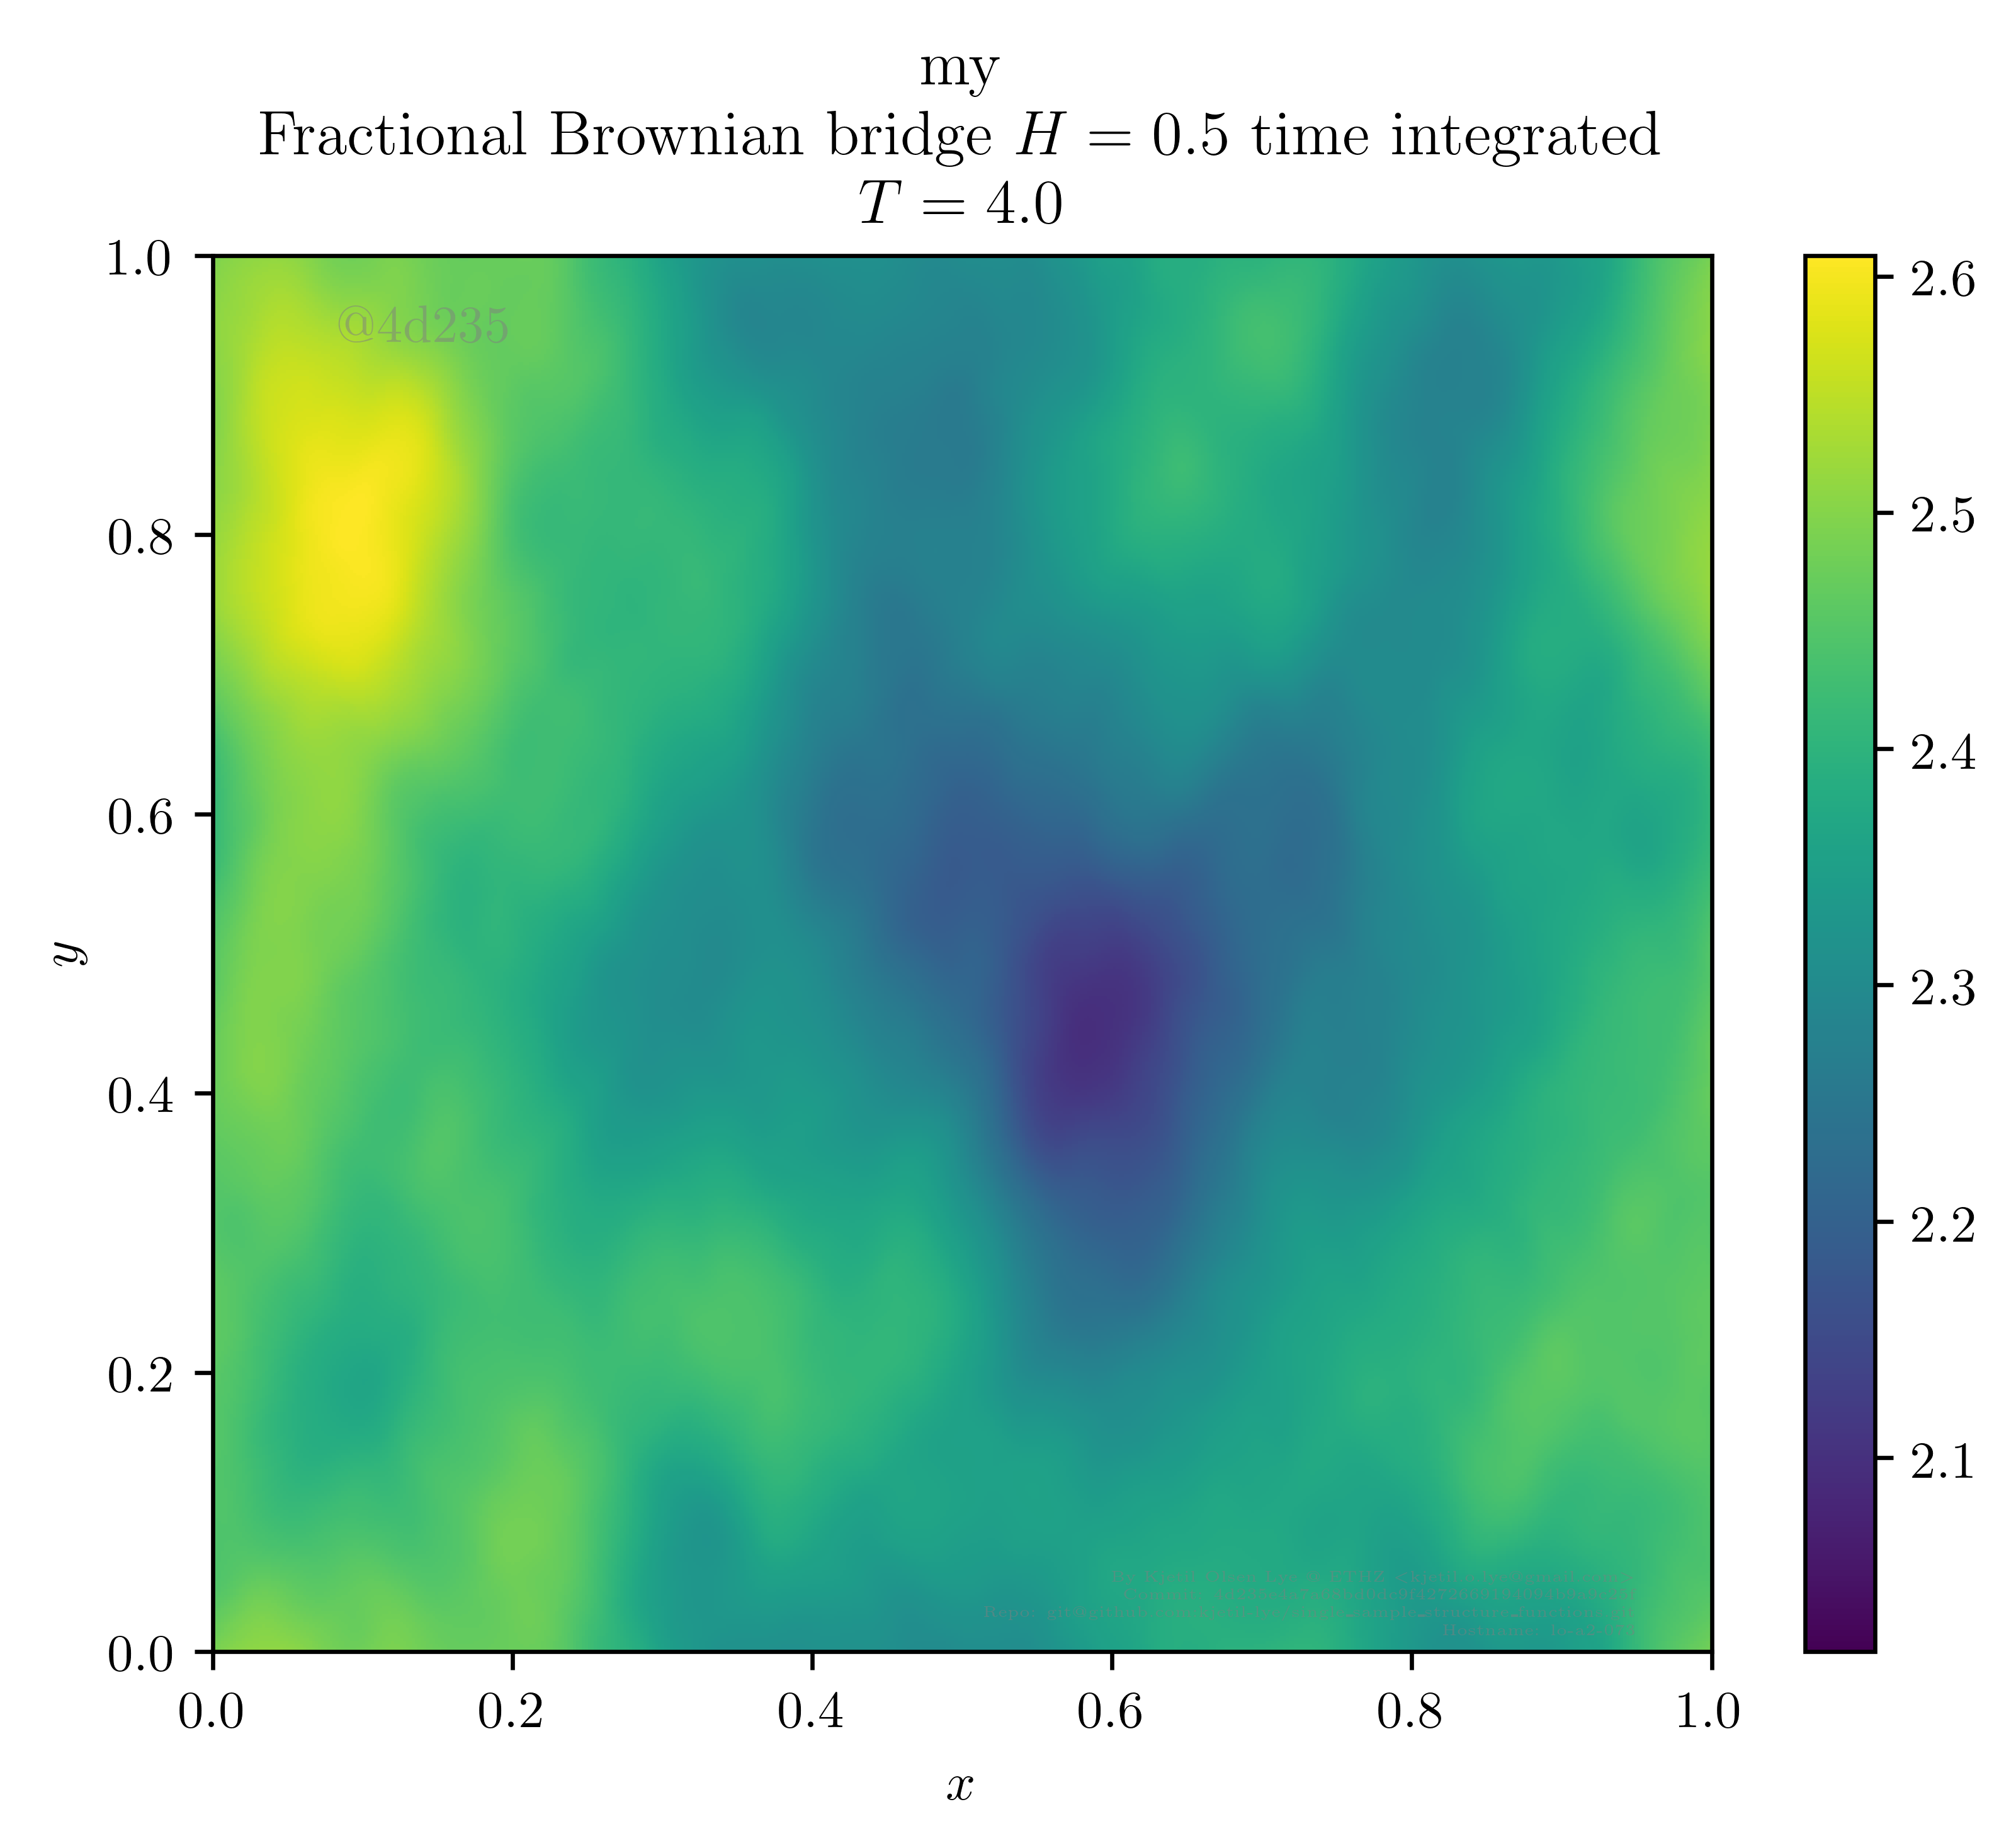 my
Fractional Brownian bridge H = 0.5 time integrated
T = 4.0
1.0
@4d235
0.8
0.6
0.4
0.2
0.0
y
0.0 0.2 0.4 0.6 0.8 1.0
x
2.6
2.5
2.4
2.3
2.2
2.1
Repo:
Hostname: